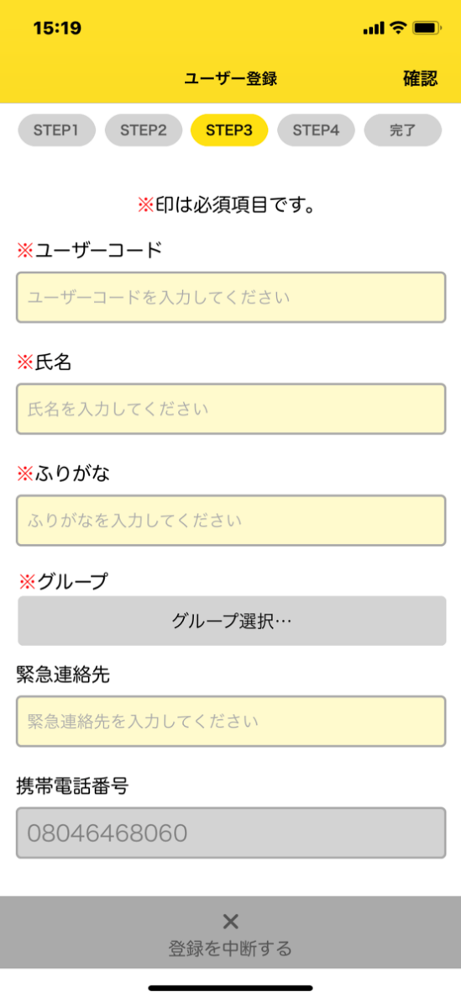 15:19
ユーザー登録
確認
STEP1 STEP2 STEP3 STEP4 完了
※印は必須項目です。
※ユーザーコード
ユーザーコードを入力してください
※氏名
氏名を入力してください
※ふりがな
ふりがなを入力してください
※グループ
グループ選択…
緊急連絡先
緊急連絡先を入力してください
携帯電話番号
08046468060
×
登録を中断する